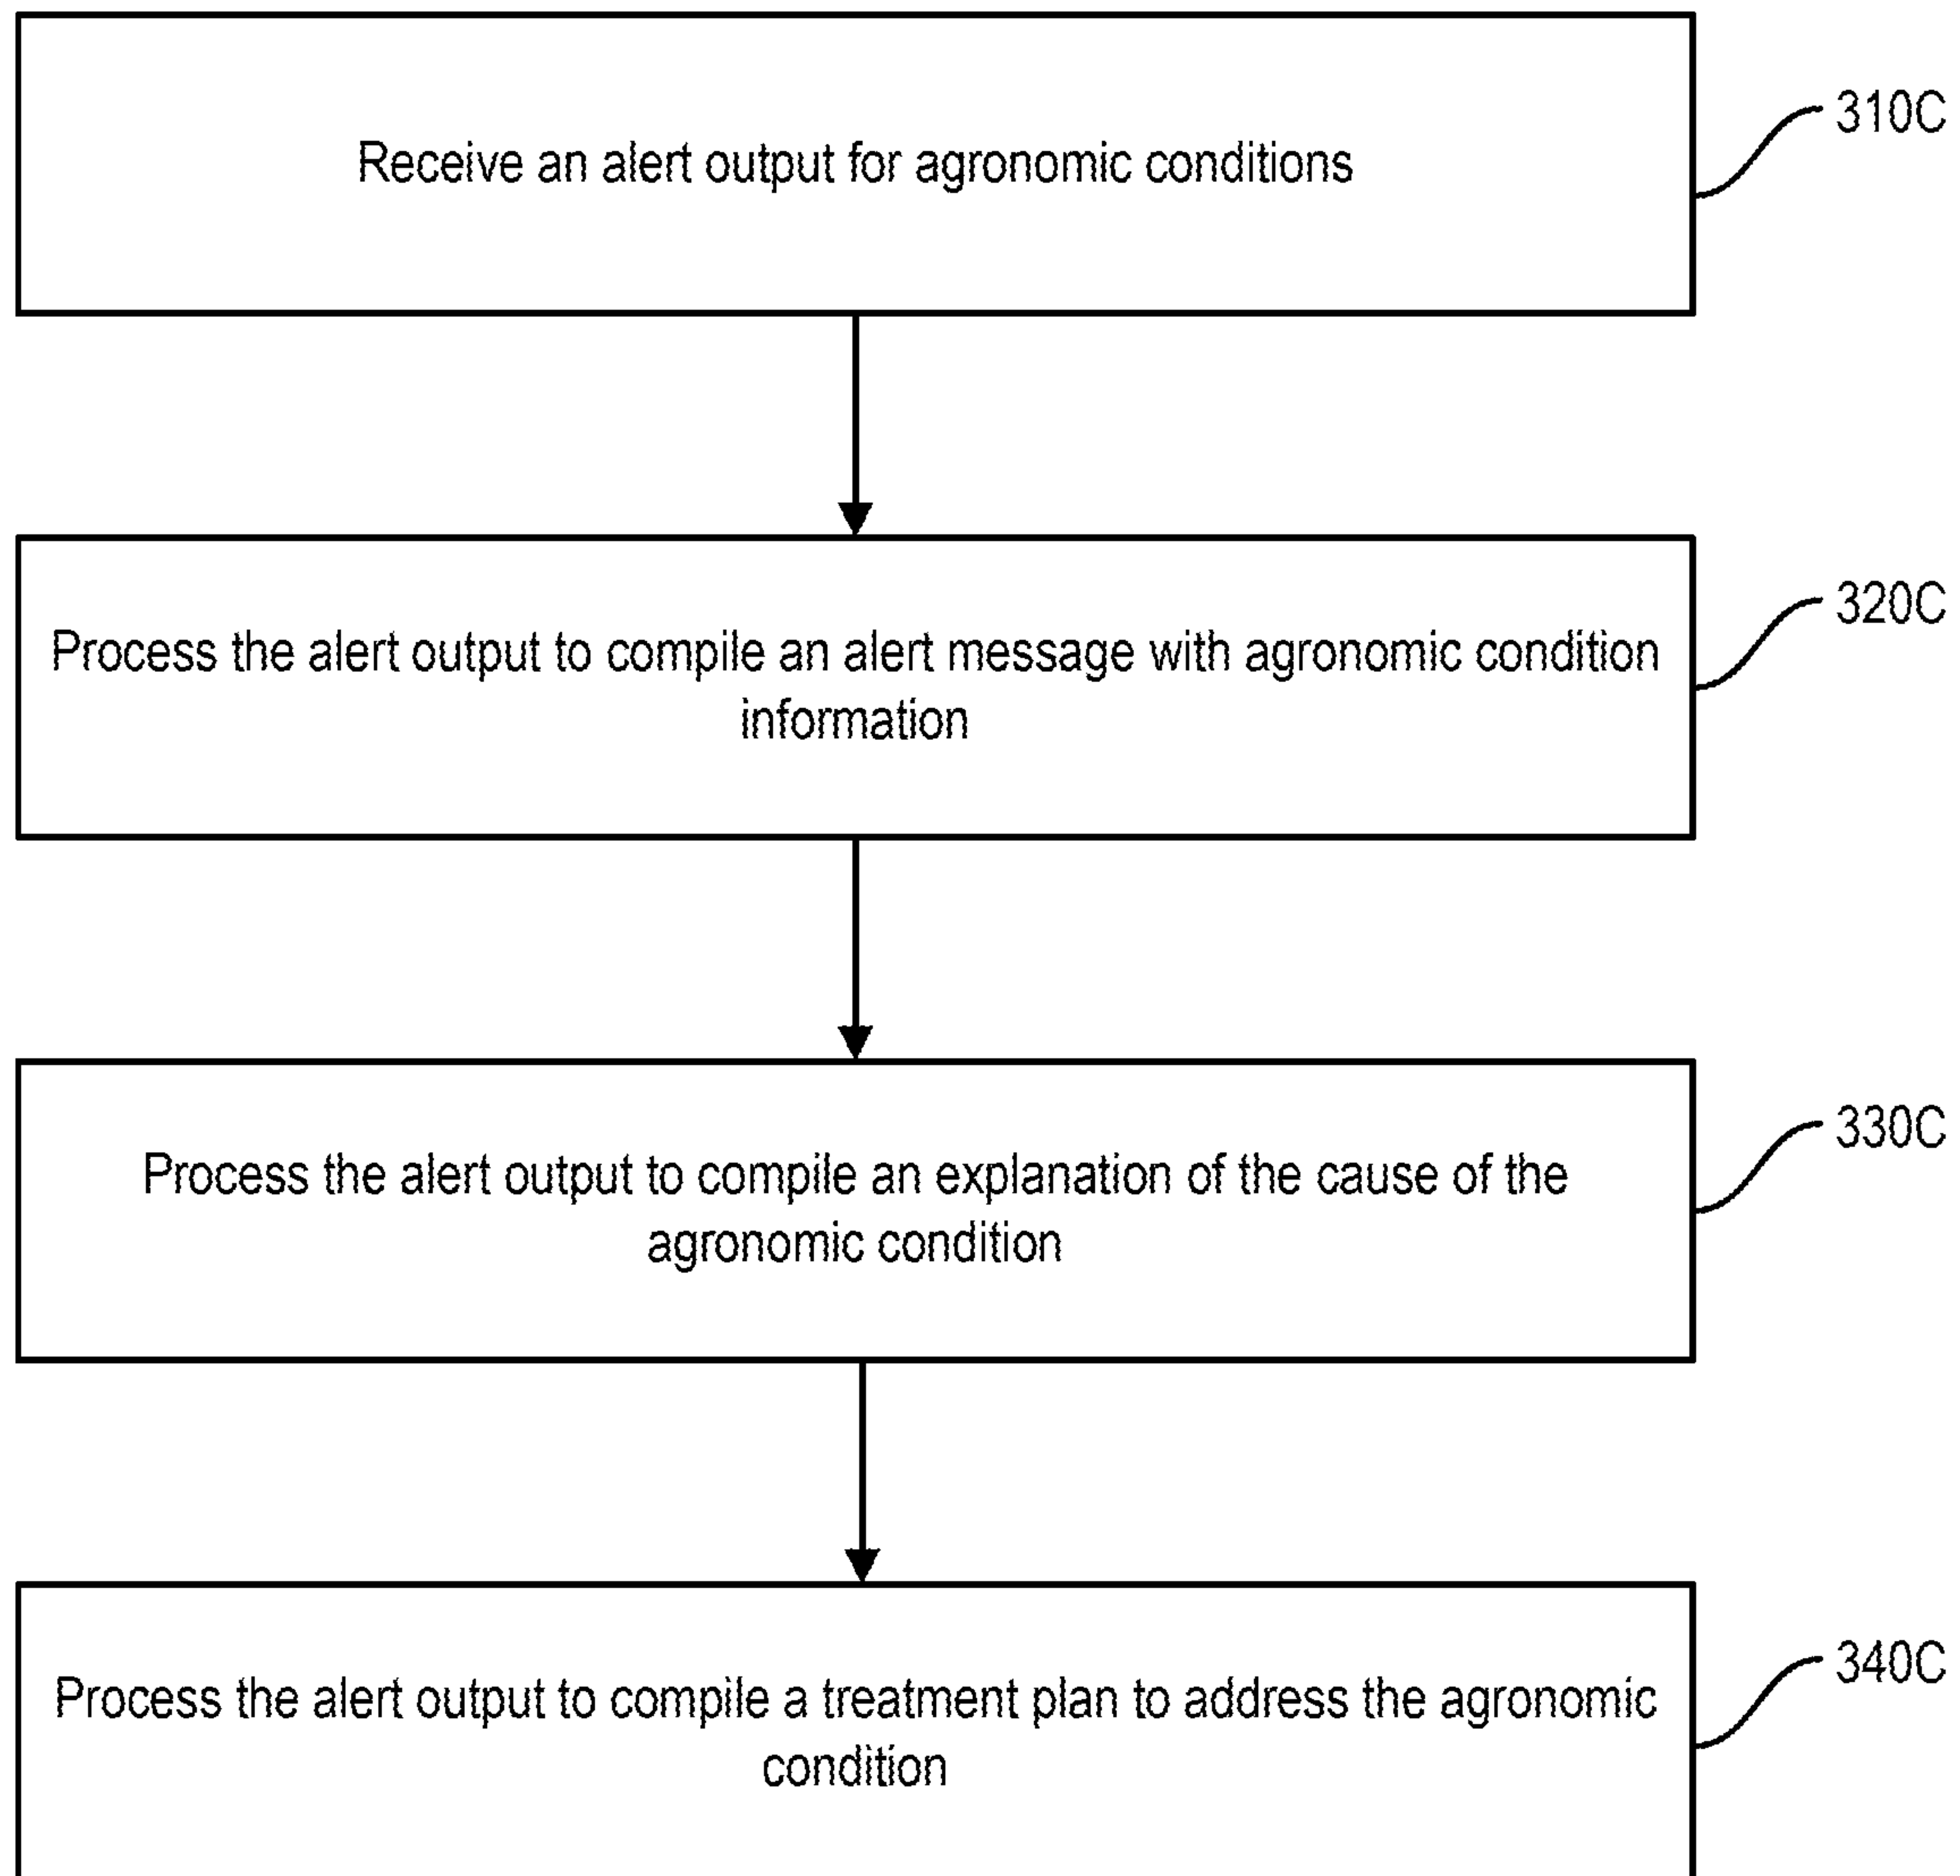 Receive an alert output for agronomic conditions
310C
Process the alert output to compile an alert message with agronomic condition
information
320C
Process the alert output to compile an explanation of the cause of the
agronomic condition
330C
Process the alert output to compile a treatment plan to address the agronomic
condition
340C